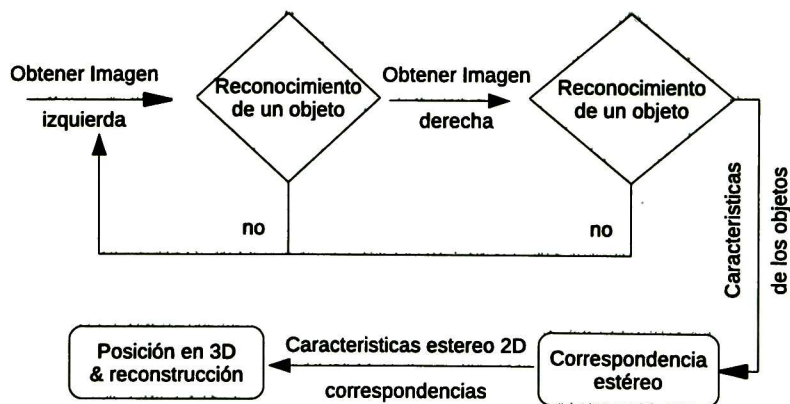 Obtener Imagen
izquierda
Reconocimiento
de un objeto
no
Obtener Imagen
derecha
Reconocimiento
de un objeto
no
Caracteristicas
de los objetos
Correspondencia
estéreo
Caracteristicas estereo 2D
correspondencias
Posición en 3D
& reconstrucción